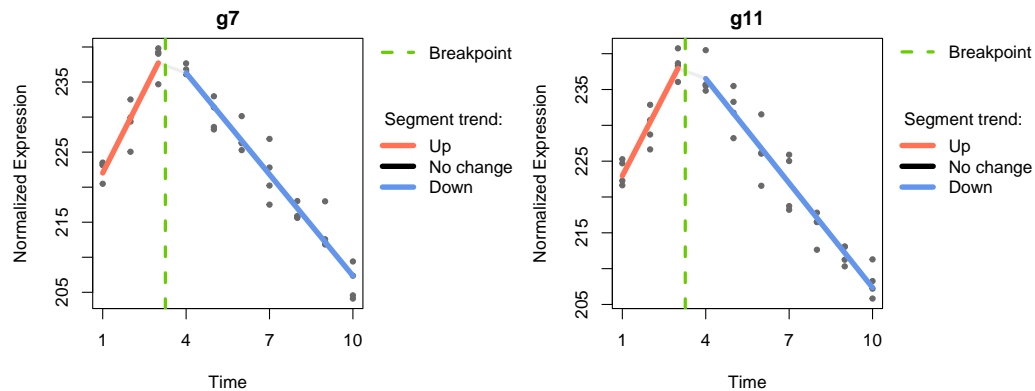 g7
Normalized Expression
235
225
215
205
1
4
7
10
Time
Breakpoint
Segment trend:
Up
No change
Down
g11
Normalized Expression
235
225
215
205
1
4
7
10
Time
Breakpoint
Segment trend:
Up
No change
Down